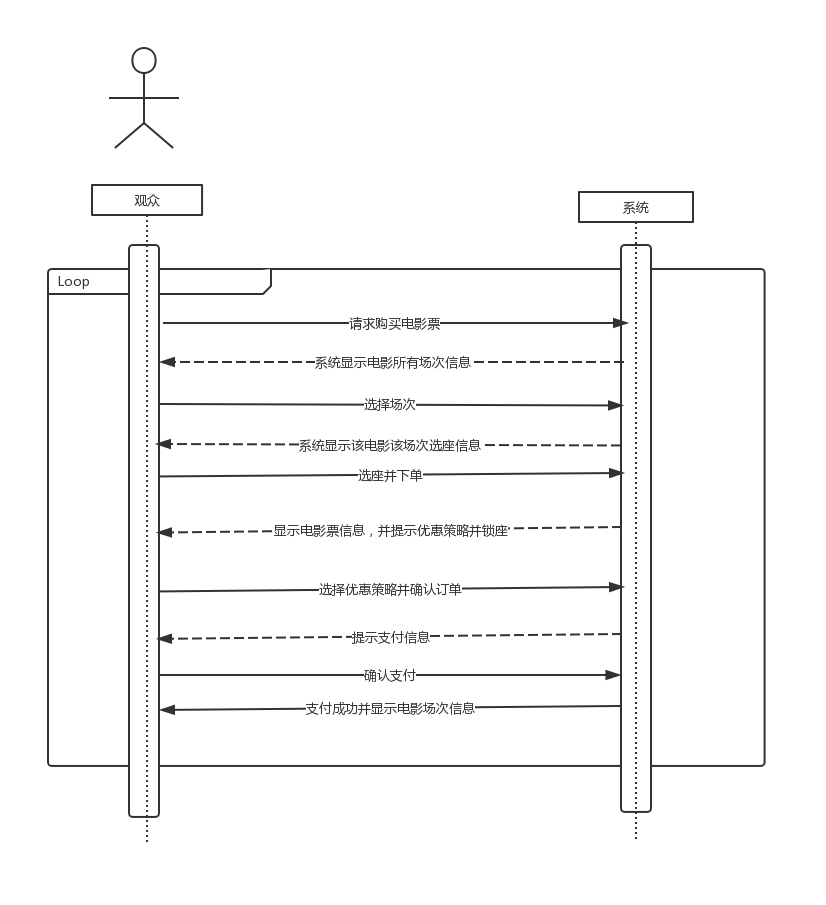 观众
系统
Loop
请求购买电影票
系统显示电影所有场次信息
选择场次
系统显示该电影该场次选座信息
选座并下单
显示电影票信息，并提示优惠策略并锁座
选择优惠策略并确认订单
提示支付信息
确认支付
支付成功并显示电影场次信息